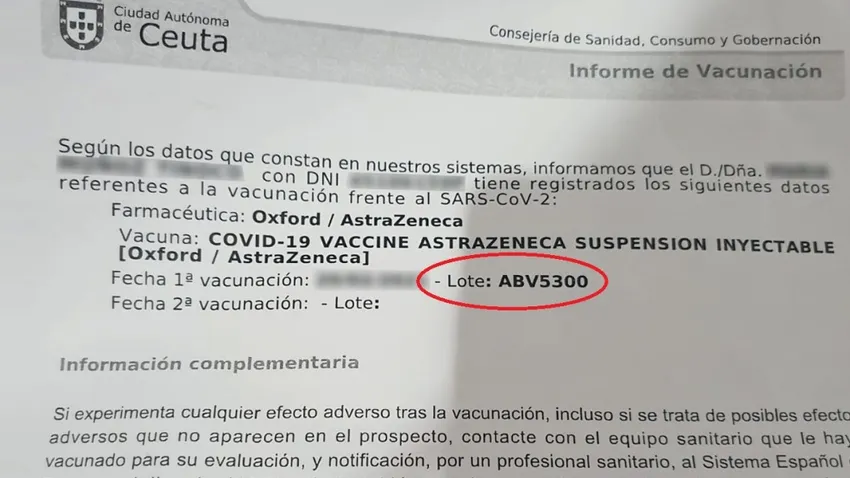 Ciudad Autónoma
de Ceuta
Consejería de Sanidad, Consumo y Gobernación
Informe de Vacunación
Según los datos que constan en nuestros sistemas, informamos que el D./Dña.
con DNI tiene registrados los siguientes datos
referentes a la vacunación frente al SARS-CoV-2:
Farmacéutica: Oxford / AstraZeneca
Vacuna: COVID-19 VACCINE ASTRAZENECA SUSPENSION INYECTABLE
[Oxford / AstraZeneca]
Fecha 1ª vacunación: - Lote: ABV5300
Fecha 2ª vacunación: - Lote:
Información complementaria
Si experimenta cualquier efecto adverso tras la vacunación, incluso si se trata de posibles efecto
adversos que no aparecen en el prospecto, contacte con el equipo sanitario que le hay
vacunado para su evaluación, y notificación, por un profesional sanitario, al Sistema Español